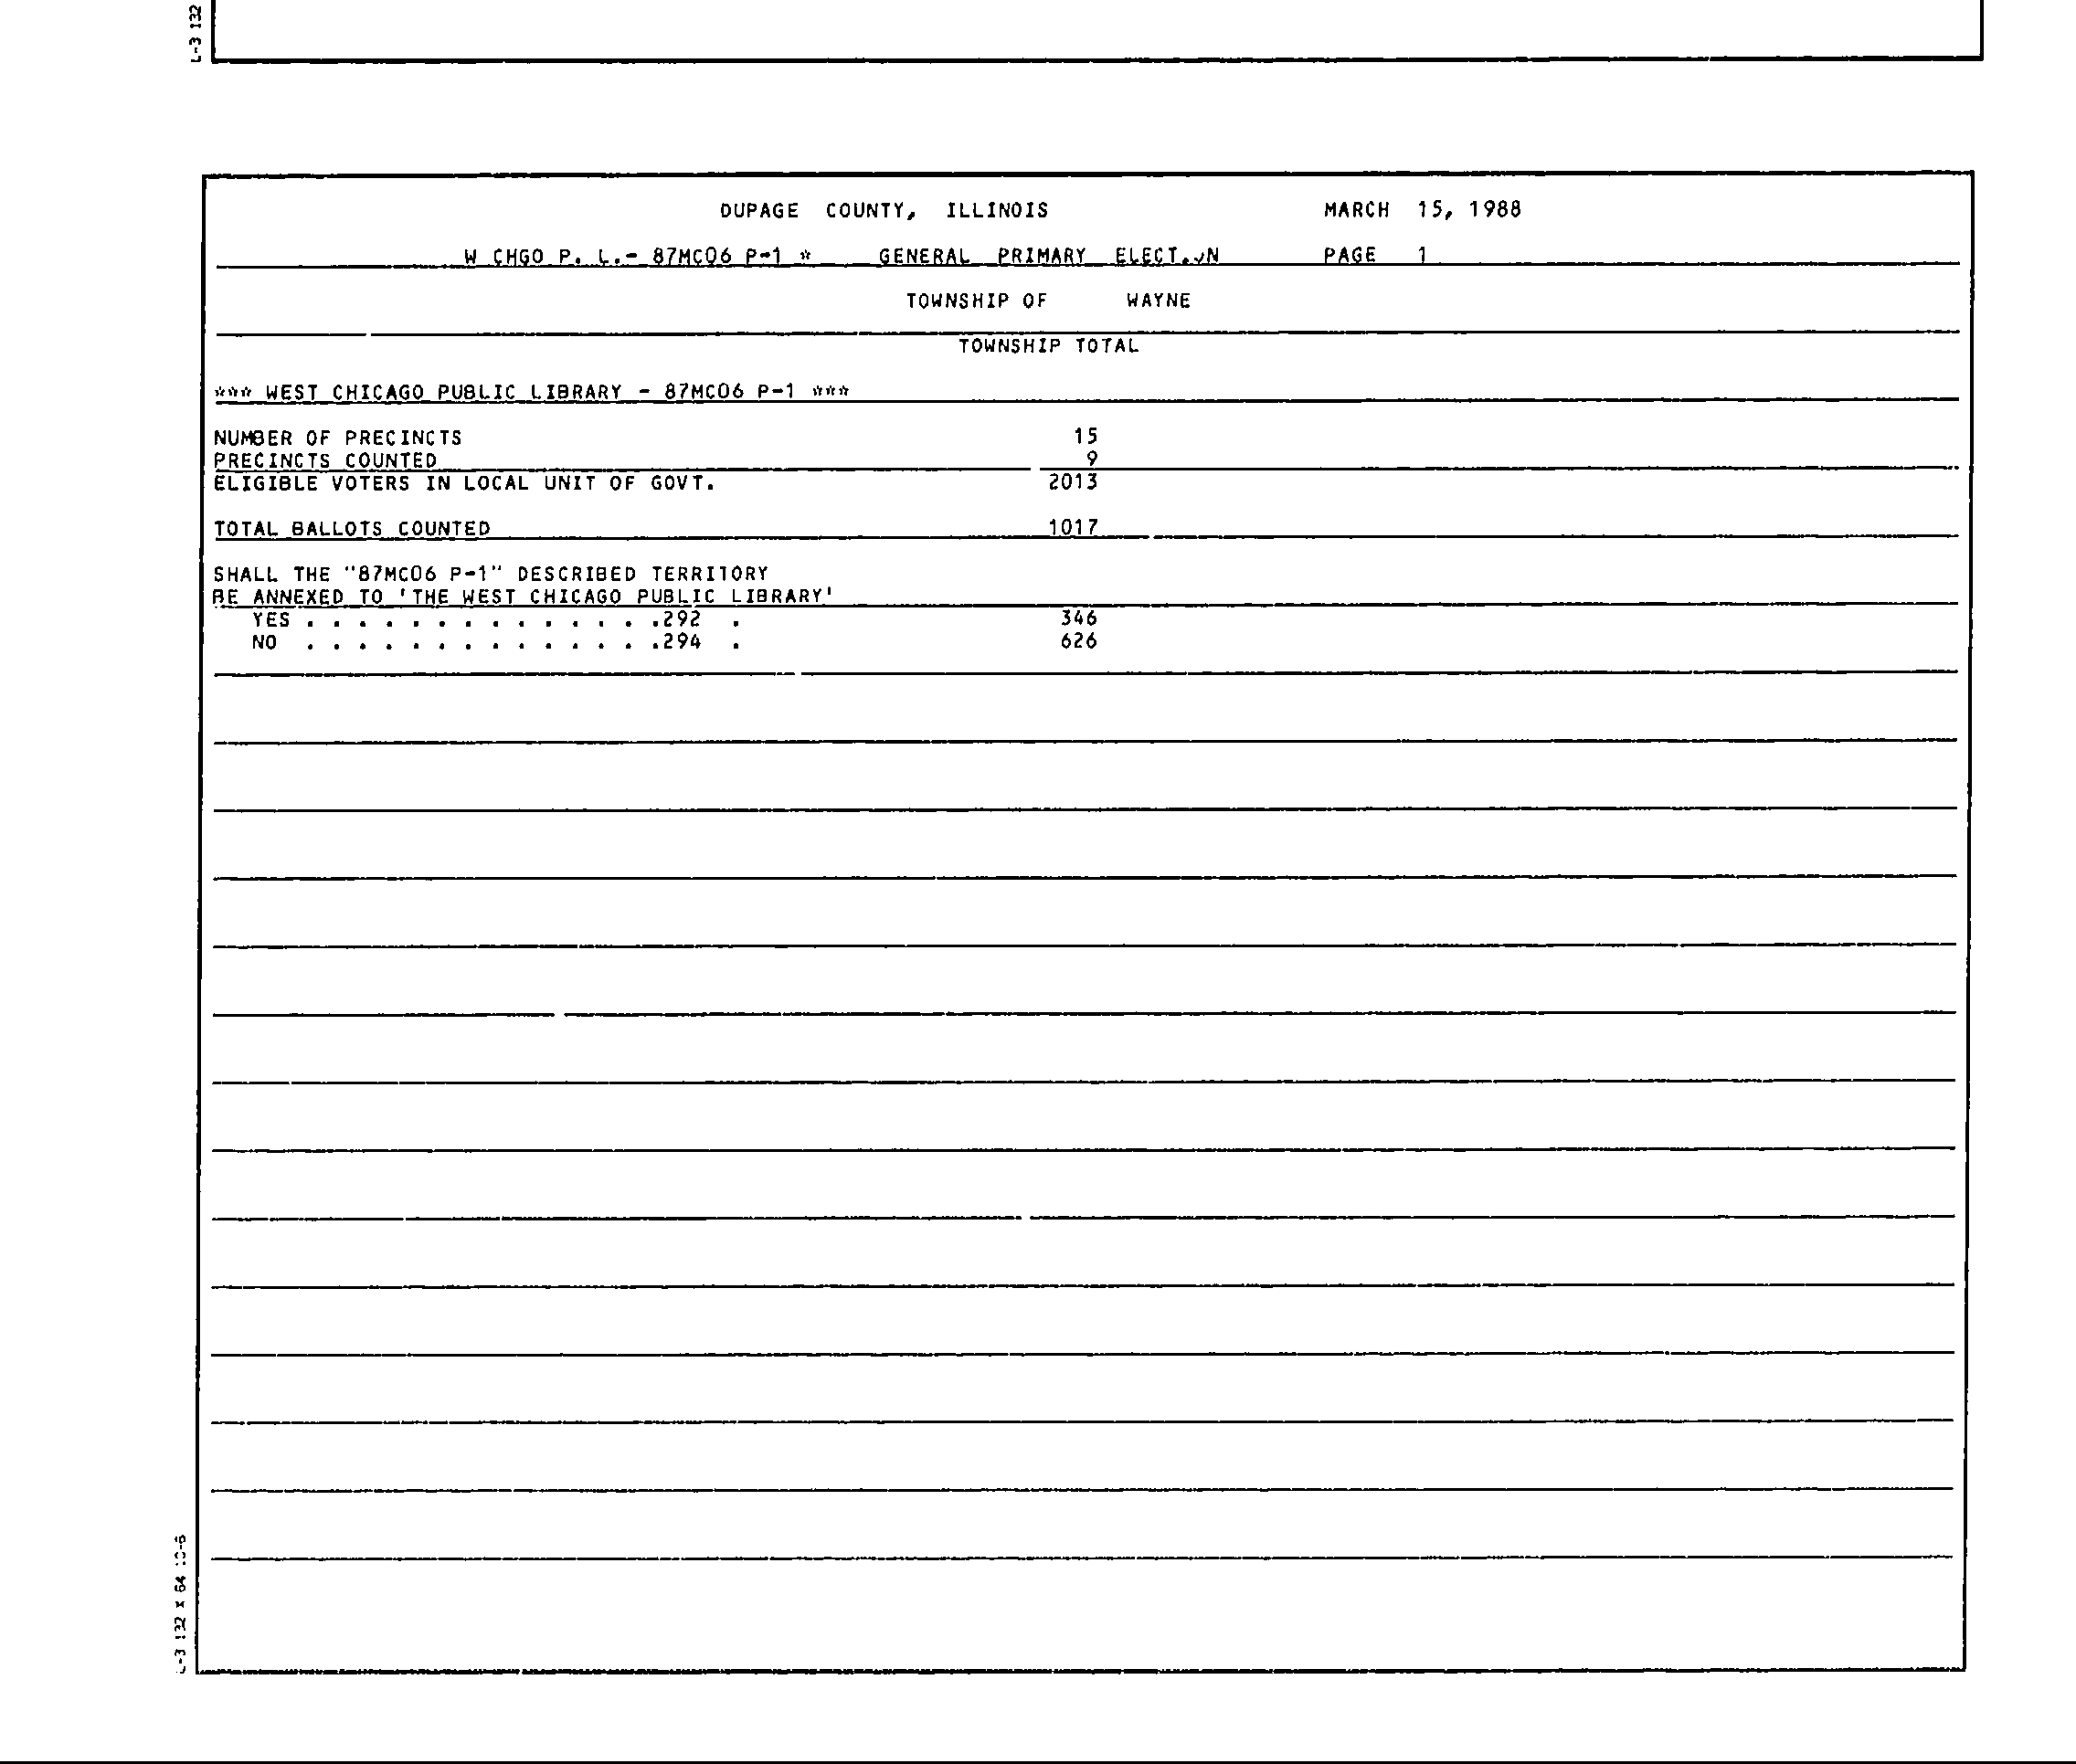 L-3 132
DUPAGE COUNTY, ILLINOIS MARCH 15, 1988
W CHGO P. L.- 87MC06 P-1 * GENERAL PRIMARY PAGE 1
TOWNSHIP OF WAYNE
TOWNSHIP TOTAL
*** WEST CHICAGO PUBLIC LIBRARY - 87MC06 P-1 ***
NUMBER OF PRECINCTS 15
PRECINCTS COUNTED 9
ELIGIBLE VOTERS IN LOCAL UNIT OF GOVT. 2013
TOTAL BALLOTS COUNTED 1017
SHALL THE "87MC06 P-1" DESCRIBED TERRITORY
BE ANNEXED TO 'THE WEST CHICAGO PUBLIC LIBRARY'
YES . . . . . . . . . . . . . .292 . 346
NO . . . . . . . . . . . . . .294 . 626
L-3 132 X 64 10-6